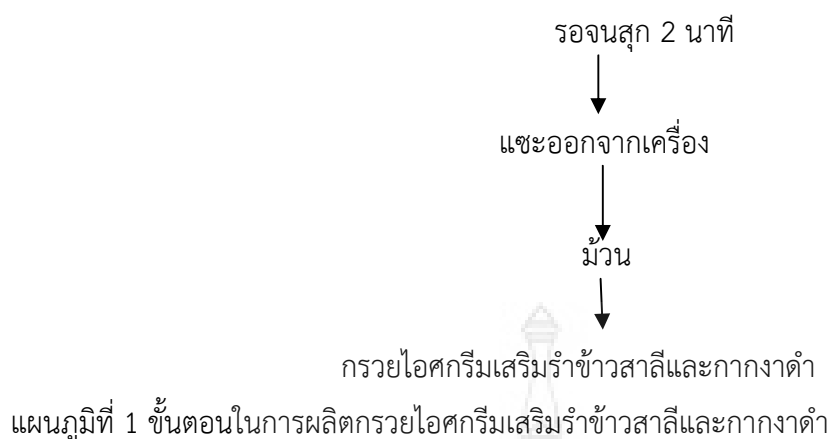 รอจนสุก 2 นาที
แซะออกจากเครื่อง
ม้วน
กรวยไอศกรีมเสริมรำข้าวสาลีและกากงาดำ
แผนภูมิที่ 1 ขั้นตอนในการผลิตกรวยไอศกรีมเสริมรำข้าวสาลีและกากงาดำ